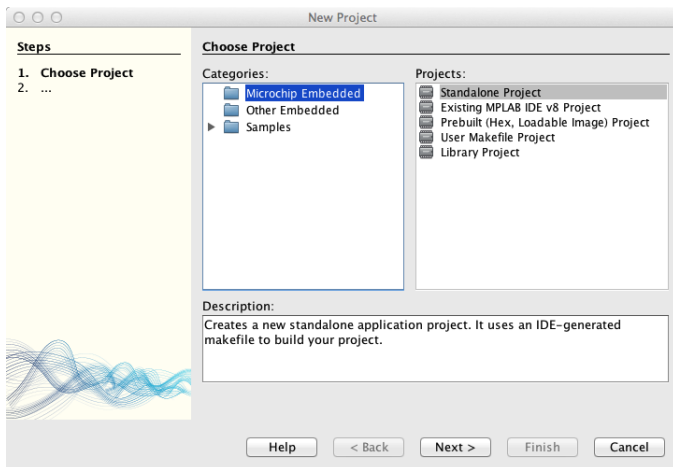 New Project
Steps
1. Choose Project
2. ...
Choose Project
Categories:
Microchip Embedded
Other Embedded
Samples
Projects:
Standalone Project
Existing MPLAB IDE v8 Project
Prebuilt (Hex, Loadable Image) Project
User Makefile Project
Library Project
Description:
Creates a new standalone application project. It uses an IDE-generated
makefile to build your project.
Help
< Back
Next >
Finish
Cancel